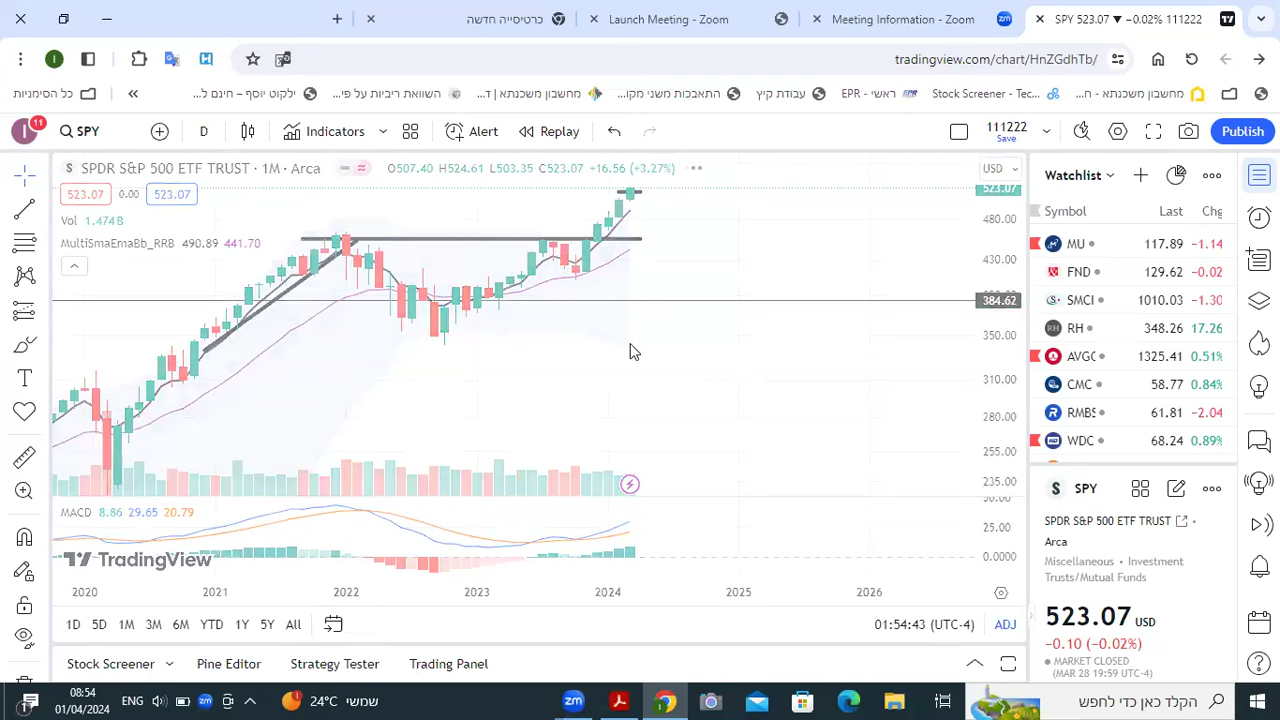 כרטיסייה חדשה
Launch Meeting - Zoom
Meeting Information - Zoom
SPY 523.07 ▼ −0.02% 111222
tradingview.com/chart/HnZGdhTb/
כל הסימניות
«
ילקוט יוסף – חינם ל
השוואת ריביות על פי...
מחשבון משכנתא | ד
התאבכות משני מקו...
עבודת קיץ
EPR - ראשי
Stock Screener - Tec...
מחשבון משכנתא - ח
11
SPY
D
Indicators
Alert
Replay
111222
Save
Publish
SPDR S&P 500 ETF TRUST · 1M · Arca
O507.40 H524.61 L503.35 C523.07 +16.56 (+3.27%)
USD
523.07
0.00
523.07
Vol 1.474 B
MultiSmaEmaBb_RRB 490.89 441.70
523.07
480.00
430.00
384.62
350.00
310.00
280.00
255.00
235.00
50.00
25.00
0.0000
MACD 8.86 29.65 20.79
TradingView
2020 2021 2022 2023 2024 2025 2026
1D 5D 1M 3M 6M YTD 1Y 5Y All
01:54:43 (UTC-4)
ADJ
Stock Screener
Pine Editor
Strategy Tester
Trading Panel
Watchlist
Symbol Last Chg
MU 117.89 −1.14
FND 129.62 −0.02
SMCI 1010.03 −1.30
RH 348.26 17.26
AVGC 1325.41 0.51%
CMC 58.77 0.84%
RMBS 61.81 −2.04
WDC 68.24 0.89%
S SPY
SPDR S&P 500 ETF TRUST
Arca
Miscellaneous • Investment
Trusts/Mutual Funds
523.07 USD
−0.10 (−0.02%)
MARKET CLOSED
(MAR 28 19:59 UTC-4)
08:54
01/04/2024
ENG
24°C שמשי
הקלד כאן כדי לחפש